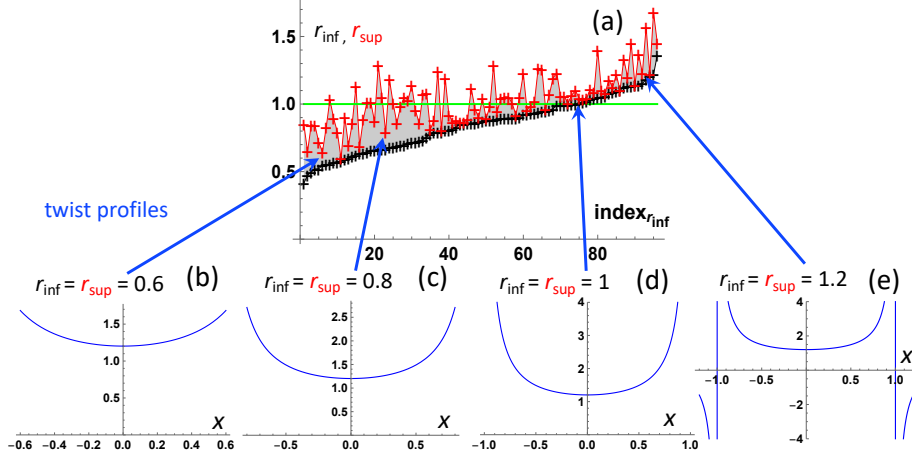 (a)
r_inf , r_sup
1.5
1.0
0.5
20 40 60 80
index_r_inf
twist profiles
(b) (c) (d) (e)
r_inf = r_sup = 0.6
r_inf = r_sup = 0.8
r_inf = r_sup = 1
r_inf = r_sup = 1.2
1.5
1.0
0.5
x
−0.6 −0.4 −0.2 0.0 0.2 0.4 0.6
2.5
2.0
1.5
1.0
0.5
x
−0.5 0.0 0.5
4
3
2
1
x
−1.0 −0.5 0.0 0.5 1.0
4
2
x
−1.0 −0.5 0.5 1.0
−2
−4